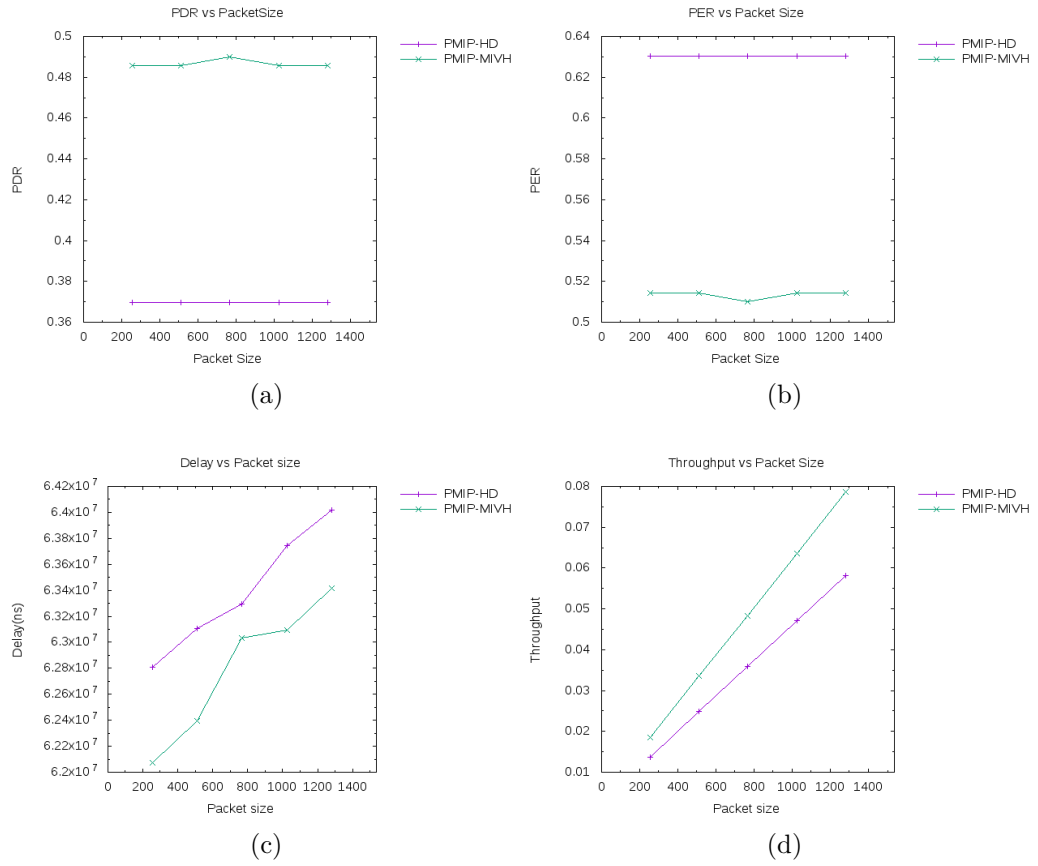 PDR vs PacketSize
0.5
0.48
0.46
0.44
0.42
0.4
0.38
0.36
PDR
0 200 400 600 800 1000 1200 1400
Packet Size
PMIP-HD
PMIP-MIVH
(a)
PER vs Packet Size
0.64
0.62
0.6
0.58
0.56
0.54
0.52
0.5
PER
0 200 400 600 800 1000 1200 1400
Packet Size
PMIP-HD
PMIP-MIVH
(b)
Delay vs Packet size
6.42x10 7
6.4x10 7
6.38x10 7
6.36x10 7
6.34x10 7
6.32x10 7
6.3x10 7
6.28x10 7
6.26x10 7
6.24x10 7
6.22x10 7
6.2x10 7
Delay(ns)
0 200 400 600 800 1000 1200 1400
Packet size
PMIP-HD
PMIP-MIVH
(c)
Throughput vs Packet Size
0.08
0.07
0.06
0.05
0.04
0.03
0.02
0.01
Throughput
0 200 400 600 800 1000 1200 1400
Packet size
PMIP-HD
PMIP-MIVH
(d)